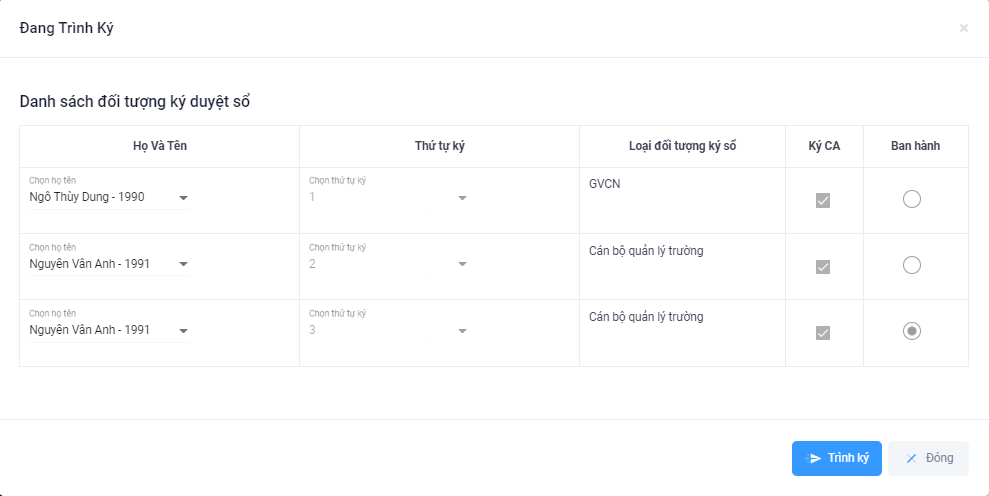 Đang Trình Ký
×
Danh sách đối tượng ký duyệt sổ
Họ Và Tên Thứ tự ký Loại đối tượng ký số Ký CA Ban hành
Chọn họ tên Chọn thứ tự ký
Ngô Thùy Dung - 1990 1 GVCN
Chọn họ tên Chọn thứ tự ký
Nguyên Vân Anh - 1991 2 Cán bộ quản lý trường
Chọn họ tên Chọn thứ tự ký
Nguyên Vân Anh - 1991 3 Cán bộ quản lý trường
Trình ký Đóng